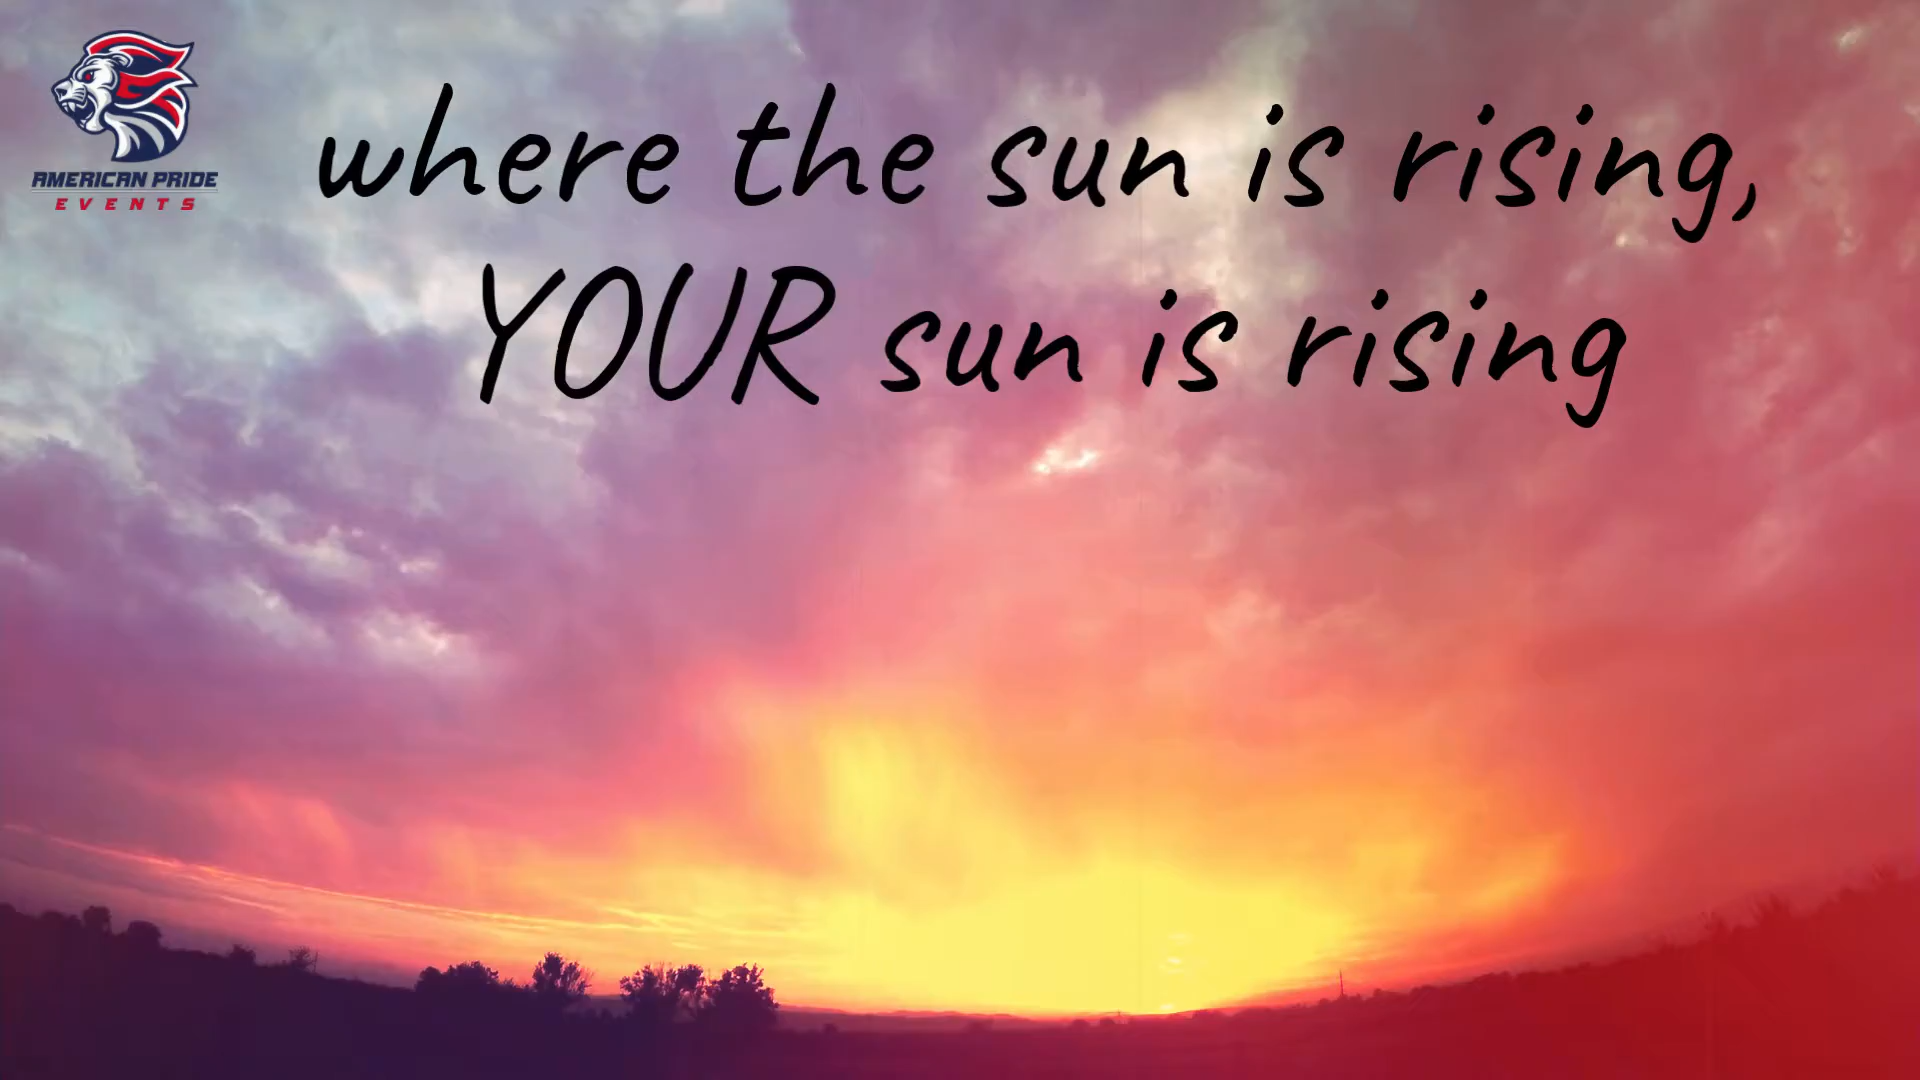 AMERICAN PRIDE
EVENTS
where the sun is rising,
YOUR sun is rising